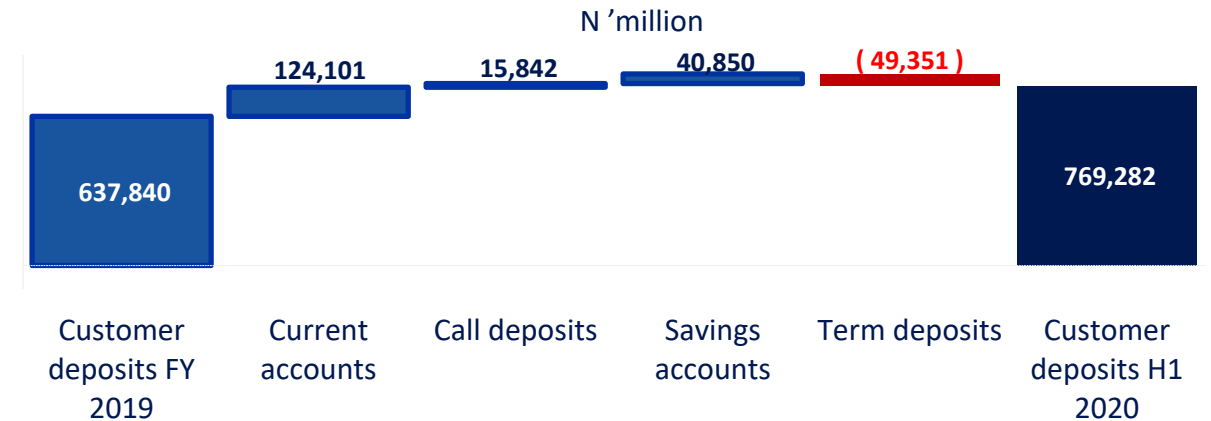 N ’million
124,101
15,842
40,850
( 49,351 )
637,840
769,282
Customer
deposits FY
2019
Current
accounts
Call deposits
Savings
accounts
Term deposits
Customer
deposits H1
2020